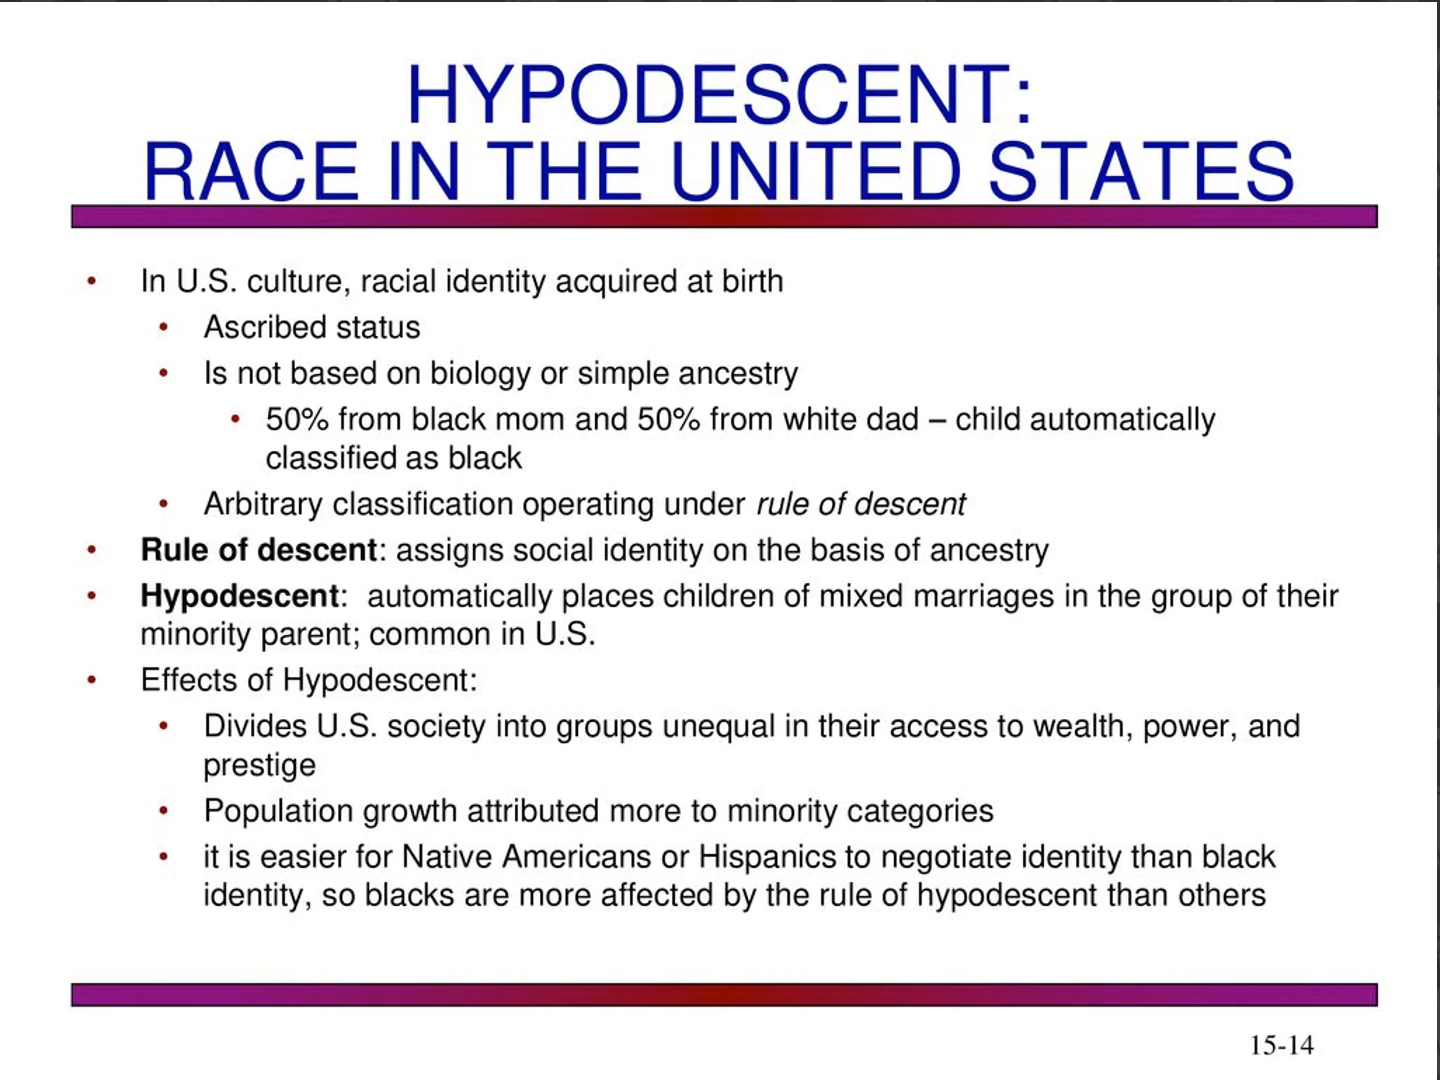 HYPODESCENT:
RACE IN THE UNITED STATES
• In U.S. culture, racial identity acquired at birth
• Ascribed status
• Is not based on biology or simple ancestry
• 50% from black mom and 50% from white dad – child automatically
classified as black
• Arbitrary classification operating under rule of descent
• Rule of descent: assigns social identity on the basis of ancestry
• Hypodescent:  automatically places children of mixed marriages in the group of their
minority parent; common in U.S.
• Effects of Hypodescent:
• Divides U.S. society into groups unequal in their access to wealth, power, and
prestige
• Population growth attributed more to minority categories
• it is easier for Native Americans or Hispanics to negotiate identity than black
identity, so blacks are more affected by the rule of hypodescent than others
15-14